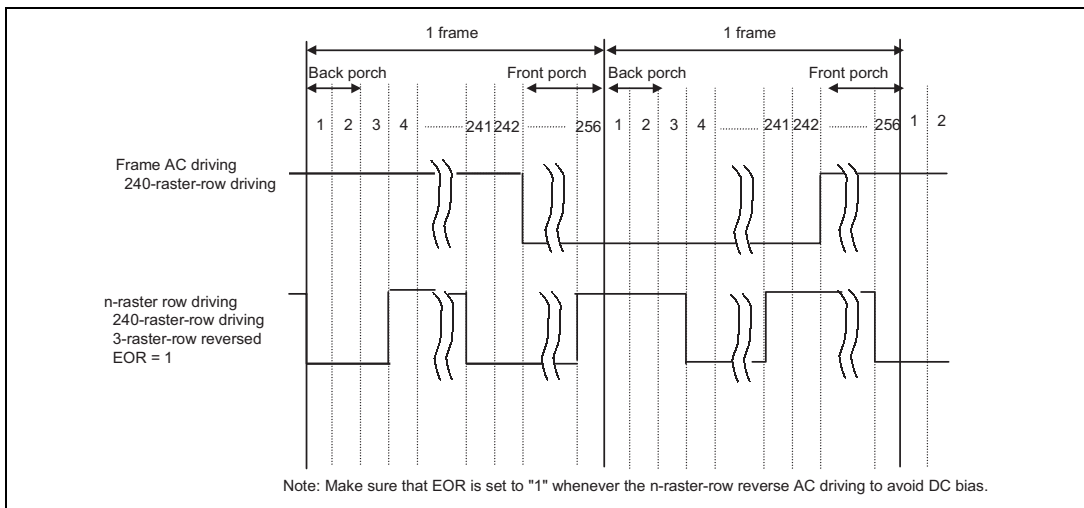 1 frame 1 frame
Back porch Front porch Back porch Front porch
1 2 3 4 ......... 241 242 ......... 256 1 2 3 4 ......... 241 242 ......... 256 1 2
Frame AC driving
240-raster-row driving
n-raster row driving
240-raster-row driving
3-raster-row reversed
EOR = 1
Note: Make sure that EOR is set to "1" whenever the n-raster-row reverse AC driving to avoid DC bias.